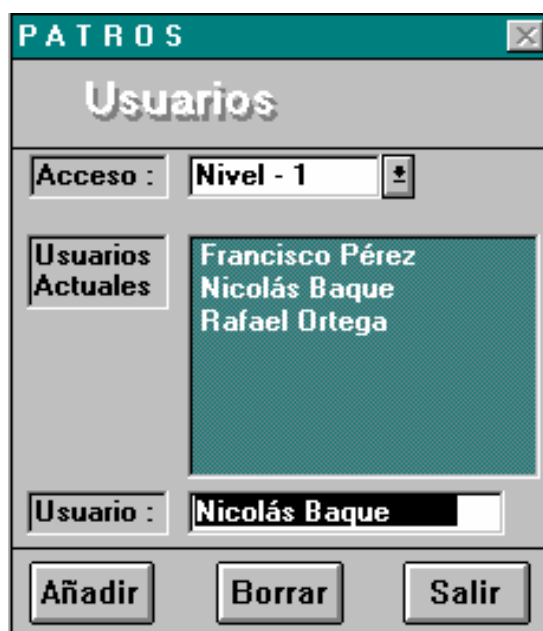 PATROS
Usuarios
Acceso : Nivel - 1
Usuarios
Actuales
Francisco Pérez
Nicolás Baque
Rafael Ortega
Usuario : Nicolás Baque
Añadir Borrar Salir